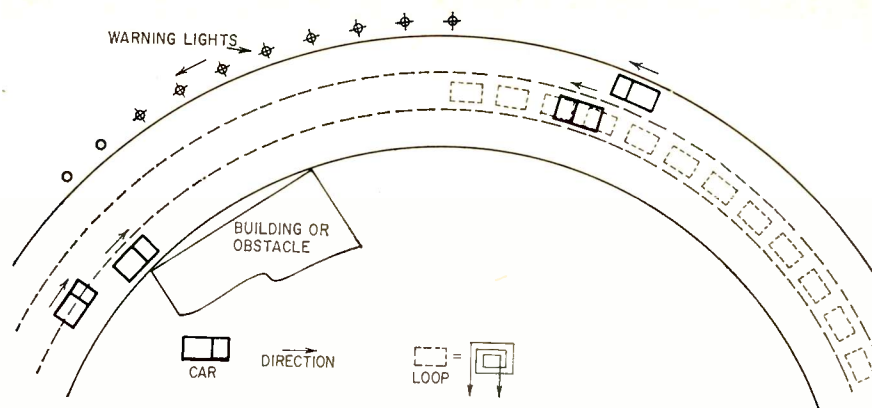 WARNING LIGHTS
BUILDING OR
OBSTACLE
CAR
DIRECTION
LOOP
=